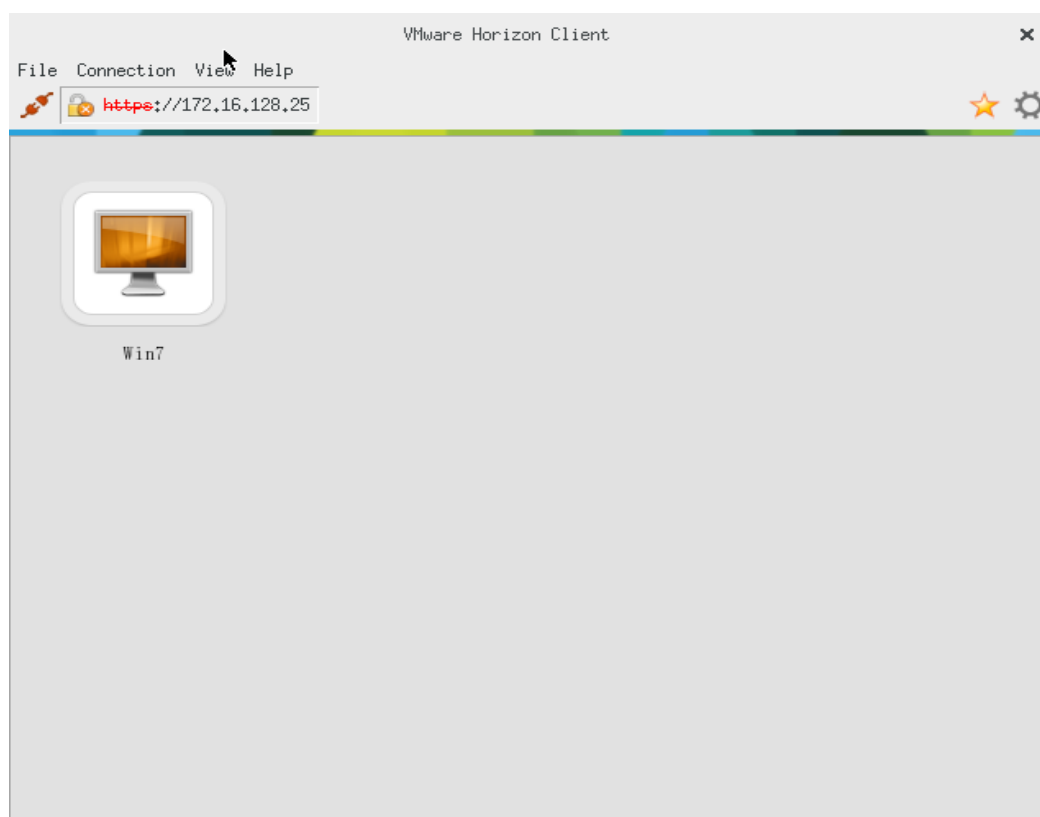 VMware Horizon Client
File Connection View Help
https://172.16.128.25
Win7